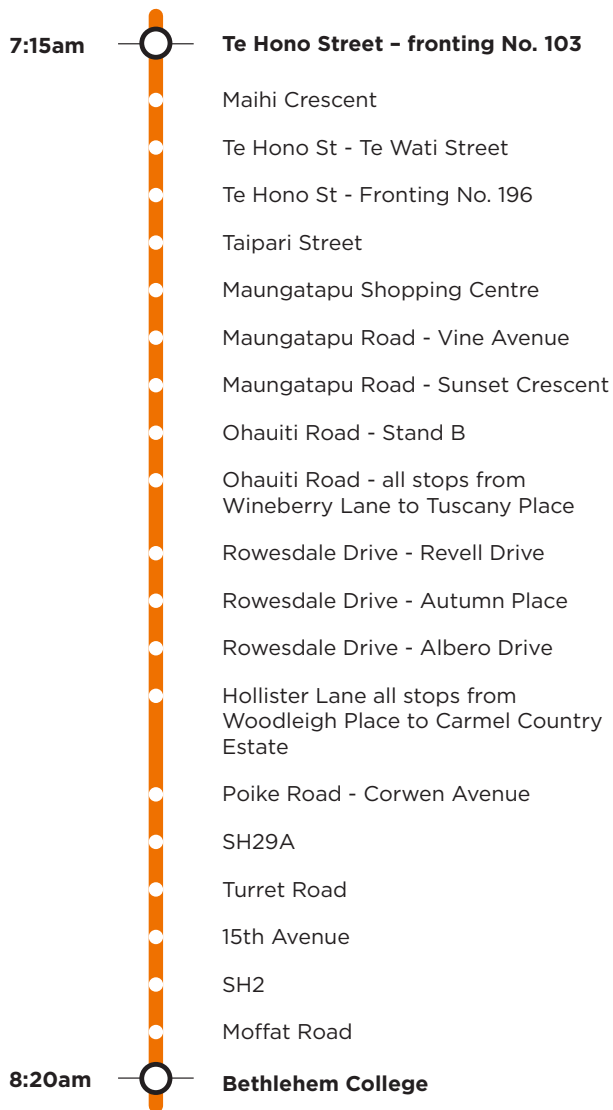 7:15am Te Hono Street – fronting No. 103
Maihi Crescent
Te Hono St - Te Wati Street
Te Hono St - Fronting No. 196
Taipari Street
Maungatapu Shopping Centre
Maungatapu Road - Vine Avenue
Maungatapu Road - Sunset Crescent
Ohauiti Road - Stand B
Ohauiti Road - all stops from
Wineberry Lane to Tuscany Place
Rowesdale Drive - Revell Drive
Rowesdale Drive - Autumn Place
Rowesdale Drive - Albero Drive
Hollister Lane all stops from
Woodleigh Place to Carmel Country
Estate
Poike Road - Corwen Avenue
SH29A
Turret Road
15th Avenue
SH2
Moffat Road
8:20am Bethlehem College